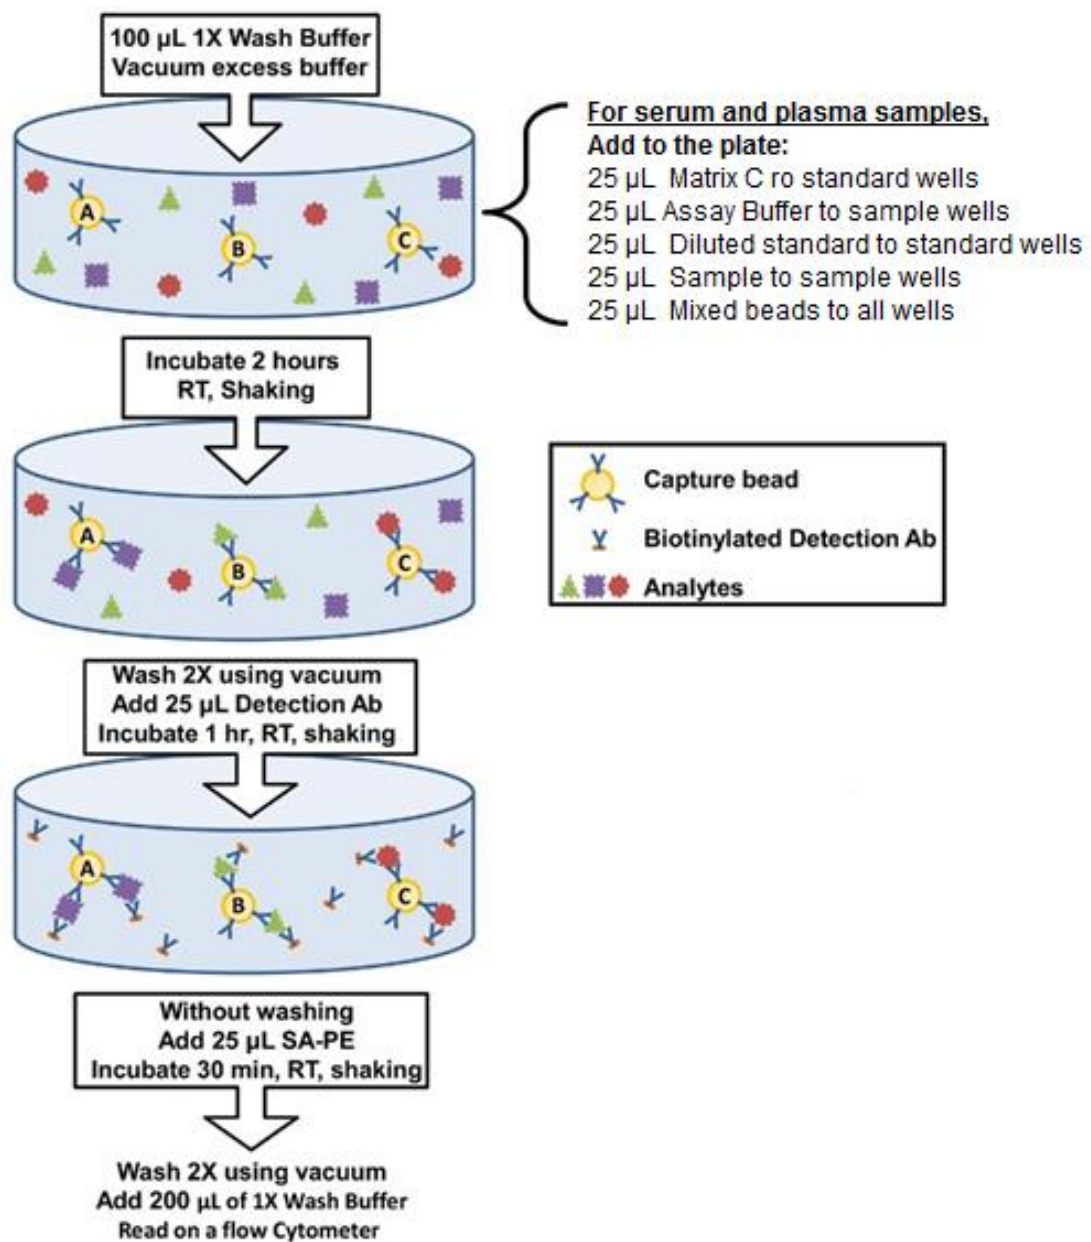 100 µL 1X Wash Buffer
Vacuum excess buffer
For serum and plasma samples,
Add to the plate:
25 µL Matrix C ro standard wells
25 µL Assay Buffer to sample wells
25 µL Diluted standard to standard wells
25 µL Sample to sample wells
25 µL Mixed beads to all wells
A
B
C
Incubate 2 hours
RT, Shaking
A
B
C
Capture bead
Biotinylated Detection Ab
Analytes
Wash 2X using vacuum
Add 25 µL Detection Ab
Incubate 1 hr, RT, shaking
A
B
C
Without washing
Add 25 µL SA-PE
Incubate 30 min, RT, shaking
Wash 2X using vacuum
Add 200 µL of 1X Wash Buffer
Read on a flow Cytometer